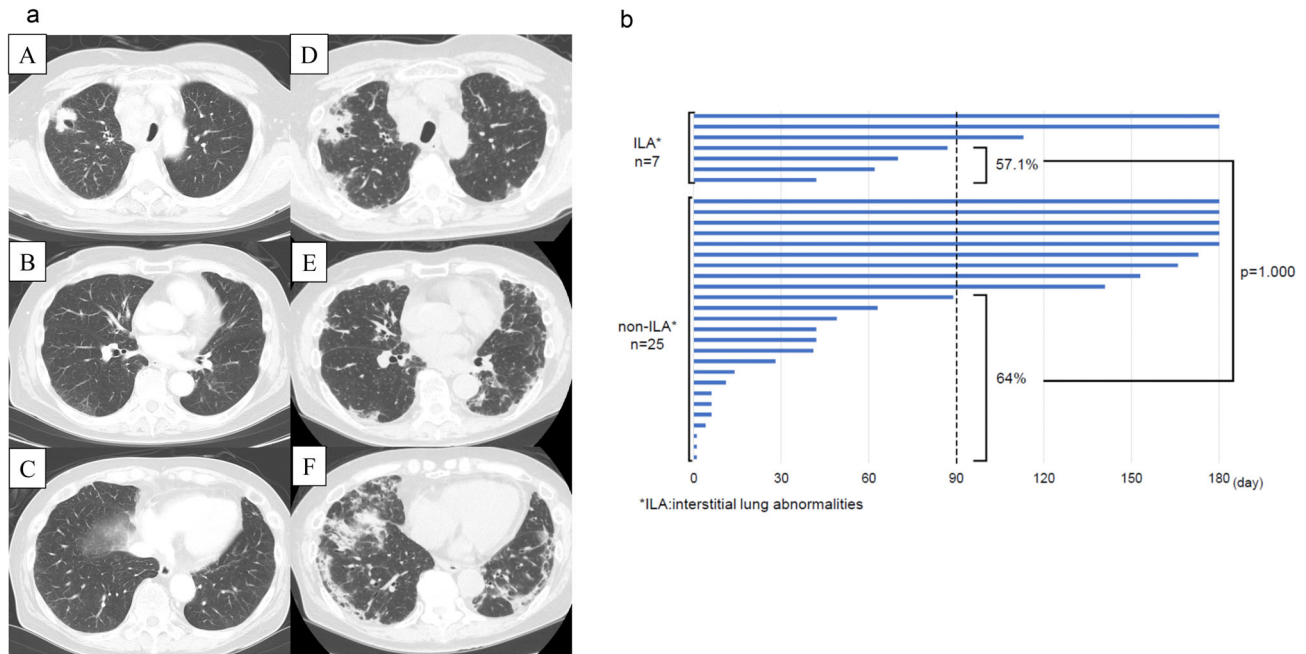 a
b
A
D
B
E
C
F
ILA*
n=7
57.1%
p=1.000
non-ILA*
n=25
64%
0 30 60 90 120 150 180 (day)
*ILA:interstitial lung abnormalities